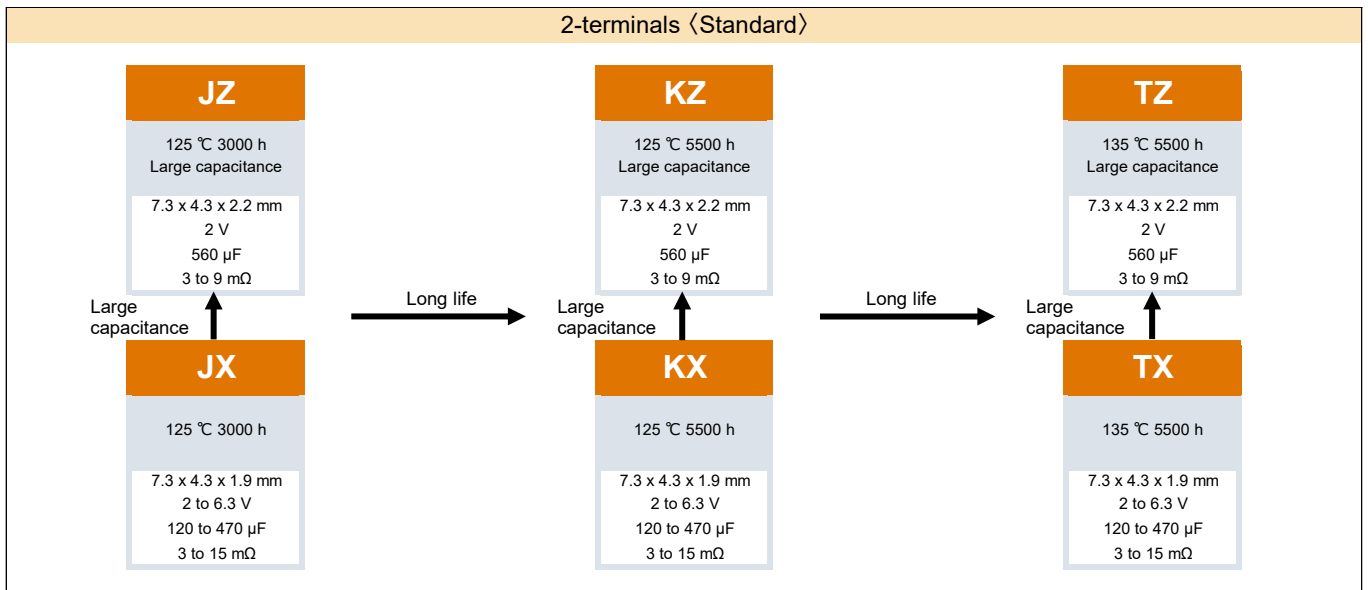 2-terminals〈Standard〉
JZ
125 ℃ 3000 h
Large capacitance
7.3 x 4.3 x 2.2 mm
2 V
560 μF
3 to 9 mΩ
KZ
125 ℃ 5500 h
Large capacitance
7.3 x 4.3 x 2.2 mm
2 V
560 μF
3 to 9 mΩ
TZ
135 ℃ 5500 h
Large capacitance
7.3 x 4.3 x 2.2 mm
2 V
560 μF
3 to 9 mΩ
Large
capacitance
Long life
Large
capacitance
Long life
Large
capacitance
JX
125 ℃ 3000 h
7.3 x 4.3 x 1.9 mm
2 to 6.3 V
120 to 470 μF
3 to 15 mΩ
KX
125 ℃ 5500 h
7.3 x 4.3 x 1.9 mm
2 to 6.3 V
120 to 470 μF
3 to 15 mΩ
TX
135 ℃ 5500 h
7.3 x 4.3 x 1.9 mm
2 to 6.3 V
120 to 470 μF
3 to 15 mΩ